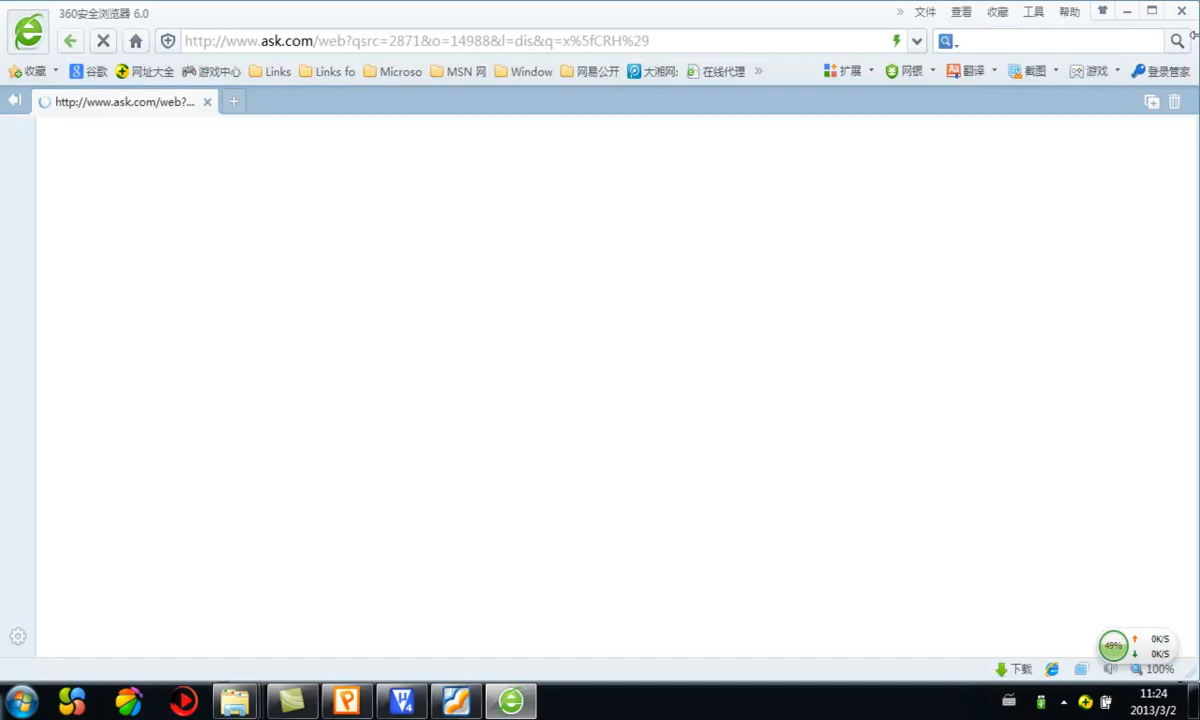 360安全浏览器 6.0
» 文件 查看 收藏 工具 帮助
http://www.ask.com/web?qsrc=2871&o=14988&l=dis&q=x%5fCRH%29
收藏 谷歌 网址大全 游戏中心 Links Links fo Microso MSN 网 Window 网易公开 大湘网: 在线代理 » 扩展 网银 翻译 截图 游戏 登录管家
http://www.ask.com/web?...
49% 0K/S
0K/S
下载 100%
11:24
2013/3/2